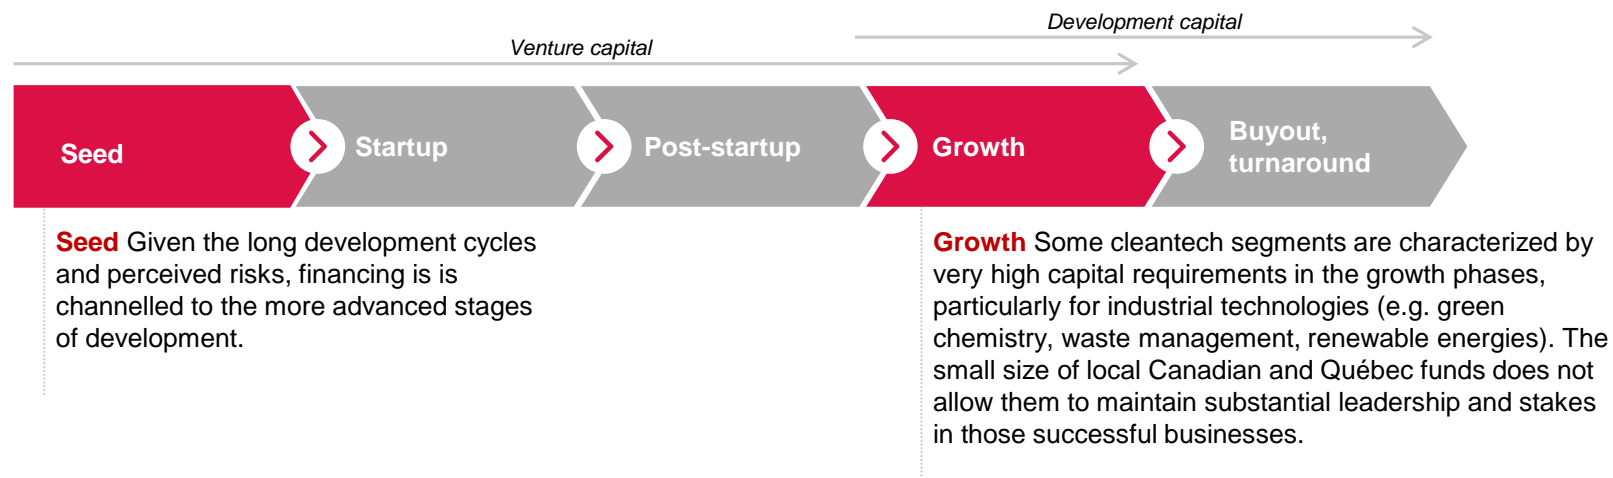 Development capital
Venture capital
Seed
Startup
Post-startup
Growth
Buyout,
turnaround
Seed Given the long development cycles
and perceived risks, financing is is
channelled to the more advanced stages
of development.
Growth Some cleantech segments are characterized by
very high capital requirements in the growth phases,
particularly for industrial technologies (e.g. green
chemistry, waste management, renewable energies). The
small size of local Canadian and Québec funds does not
allow them to maintain substantial leadership and stakes
in those successful businesses.